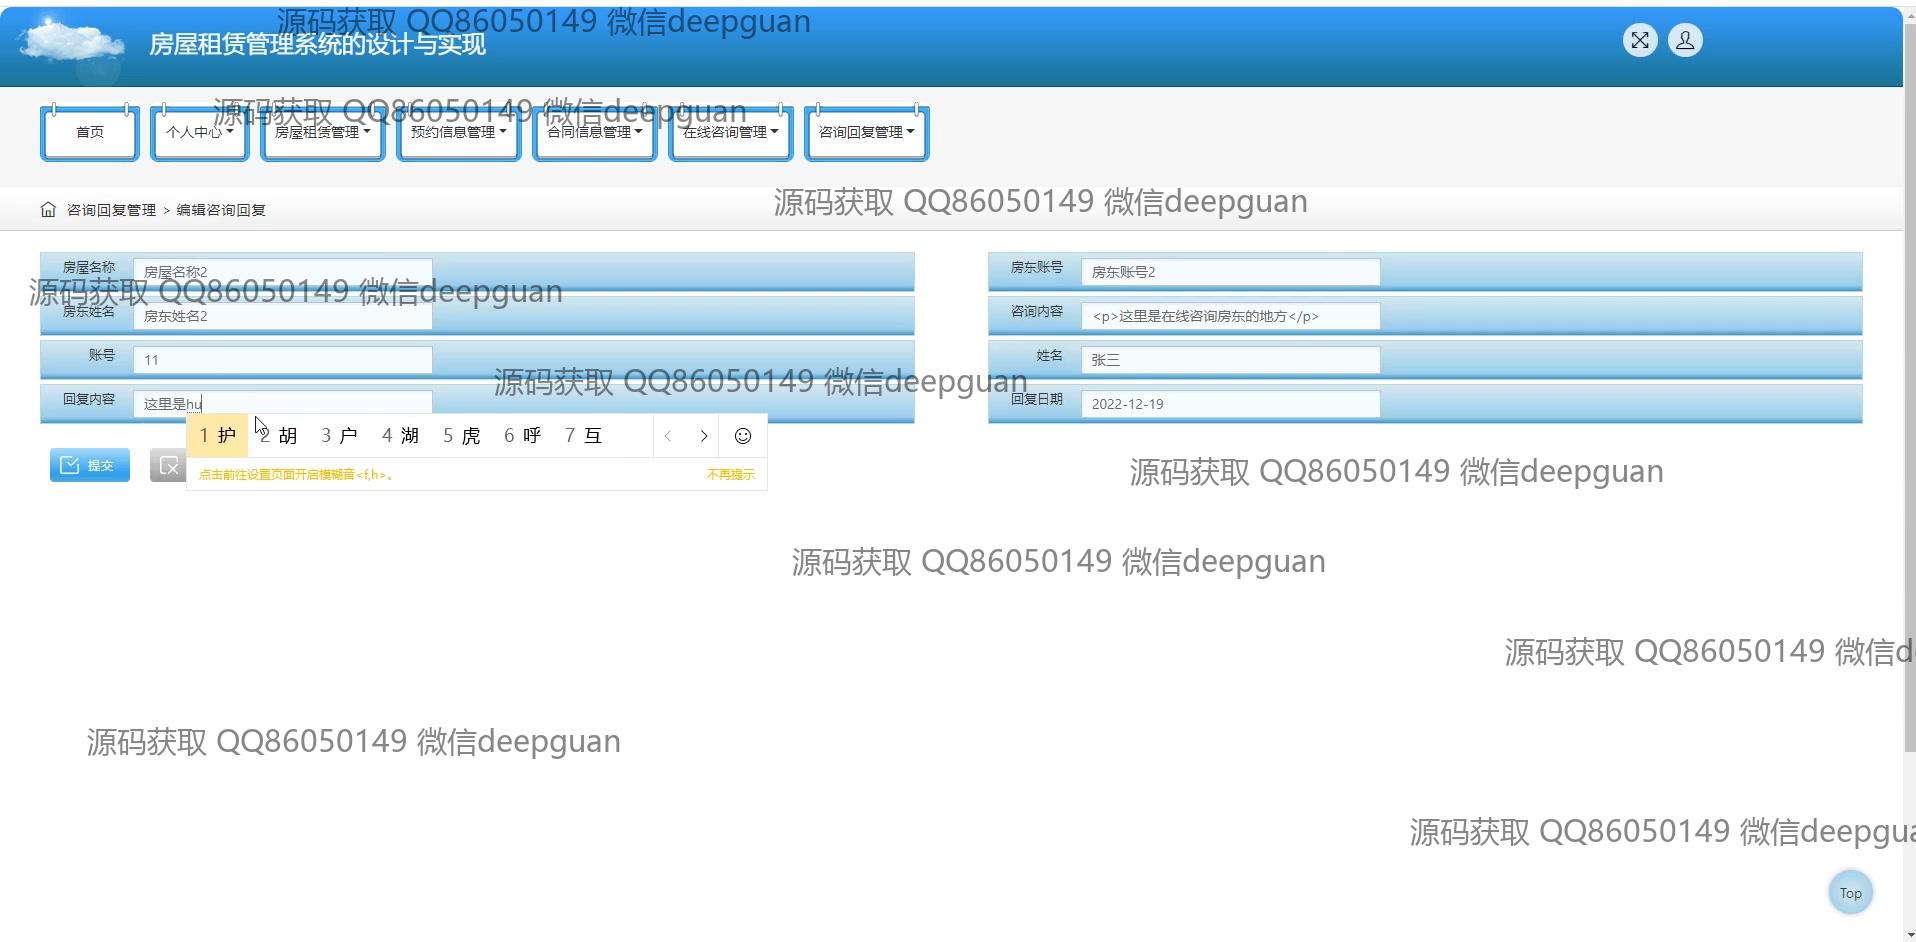 源码获取 QQ86050149 微信deepguan
房屋租赁管理系统的设计与实现
源码获取 QQ86050149 微信deepguan
首页 个人中心 房屋租赁管理 预约信息管理 合同信息管理 在线咨询管理 咨询回复管理
源码获取 QQ86050149 微信deepguan
咨询回复管理 > 编辑咨询回复
房屋名称 房屋名称2 房东账号 房东账号2
源码获取 QQ86050149 微信deepguan
房东姓名 房东姓名2 咨询内容 <p>这里是在线咨询房东的地方</p>
账号 11 姓名 张三
源码获取 QQ86050149 微信deepguan
回复内容 这里是hu 回复日期 2022-12-19
1 护 2 胡 3 户 4 湖 5 虎 6 呼 7 互
提交
点击前往设置页面开启模糊音<f,h>。 不再提示
源码获取 QQ86050149 微信deepguan
源码获取 QQ86050149 微信deepguan
源码获取 QQ86050149 微信d
源码获取 QQ86050149 微信deepguan
源码获取 QQ86050149 微信deepgua
Top